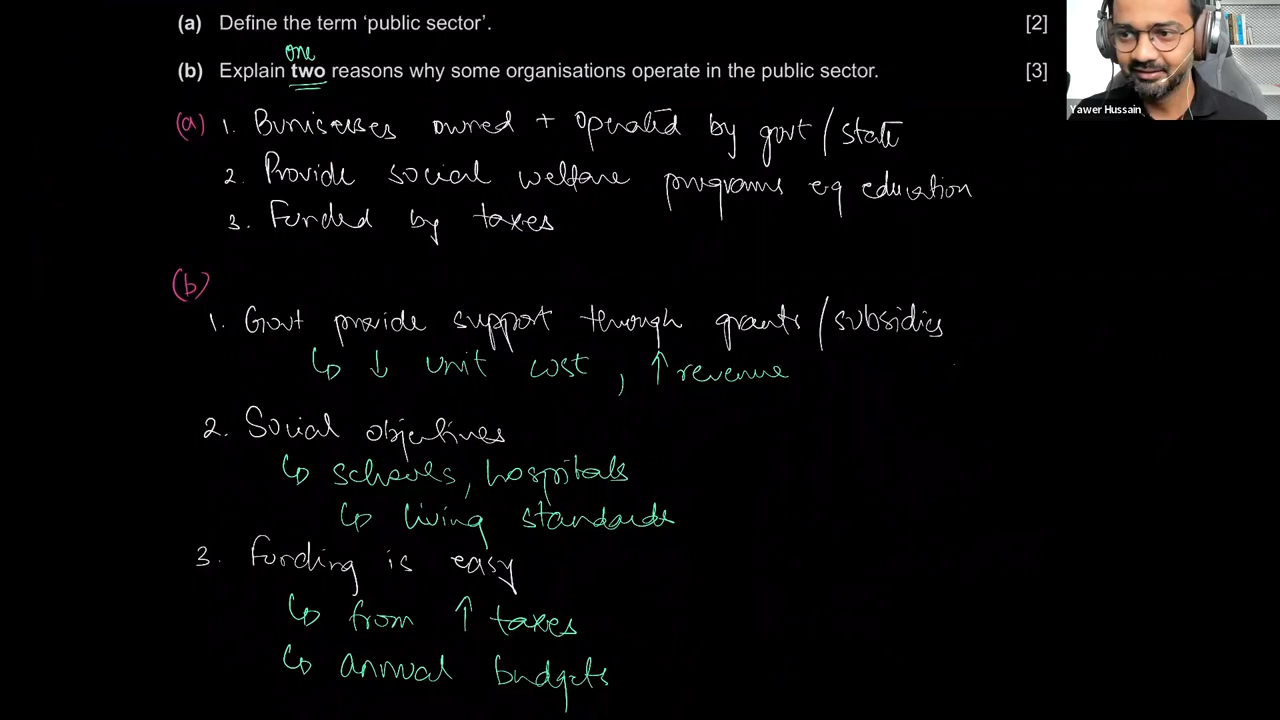 (a) Define the term ‘public sector’. [2]
one
(b) Explain two reasons why some organisations operate in the public sector. [3]
Yawer Hussain
(a) 1. Businesses owned + operated by govt / state
2. Provide social welfare programs eg education
3. Funded by taxes
(b)
1. Govt provide support through grants / subsidies
↳ ↓ unit cost, ↑ revenue
2. Social objectives
↳ schools, hospitals
↳ living standards
3. Funding is easy
↳ from ↑ taxes
↳ annual budgets